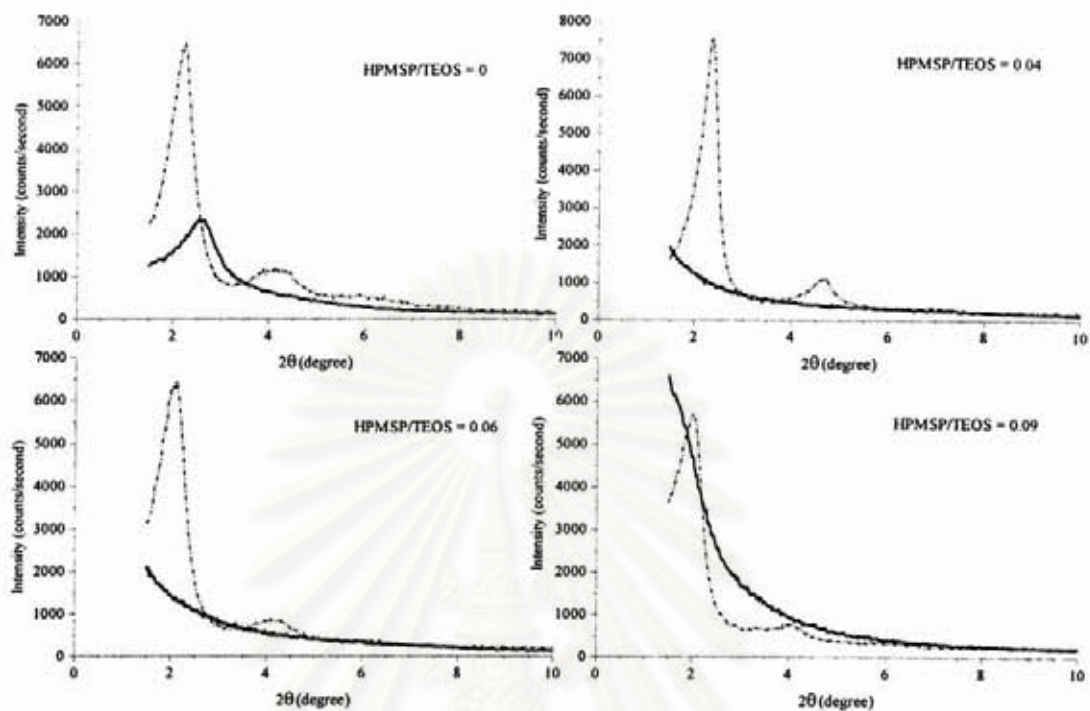 7000
6000
5000
4000
3000
2000
1000
0
Intensity (counts/second)
HPMSP/TEOS = 0
0 2 4 6 8 10
2θ (degree)
8000
7000
6000
5000
4000
3000
2000
1000
0
Intensity (counts/second)
HPMSP/TEOS = 0 04
0 2 4 6 8 10
2θ (degree)
7000
6000
5000
4000
3000
2000
1000
0
Intensity (counts/second)
HPMSP/TEOS = 0.06
0 2 4 6 8 10
2θ (degree)
7000
6000
5000
4000
3000
2000
1000
0
Intensity (counts/second)
HPMSP/TEOS = 0.09
0 2 4 6 8 10
2θ (degree)